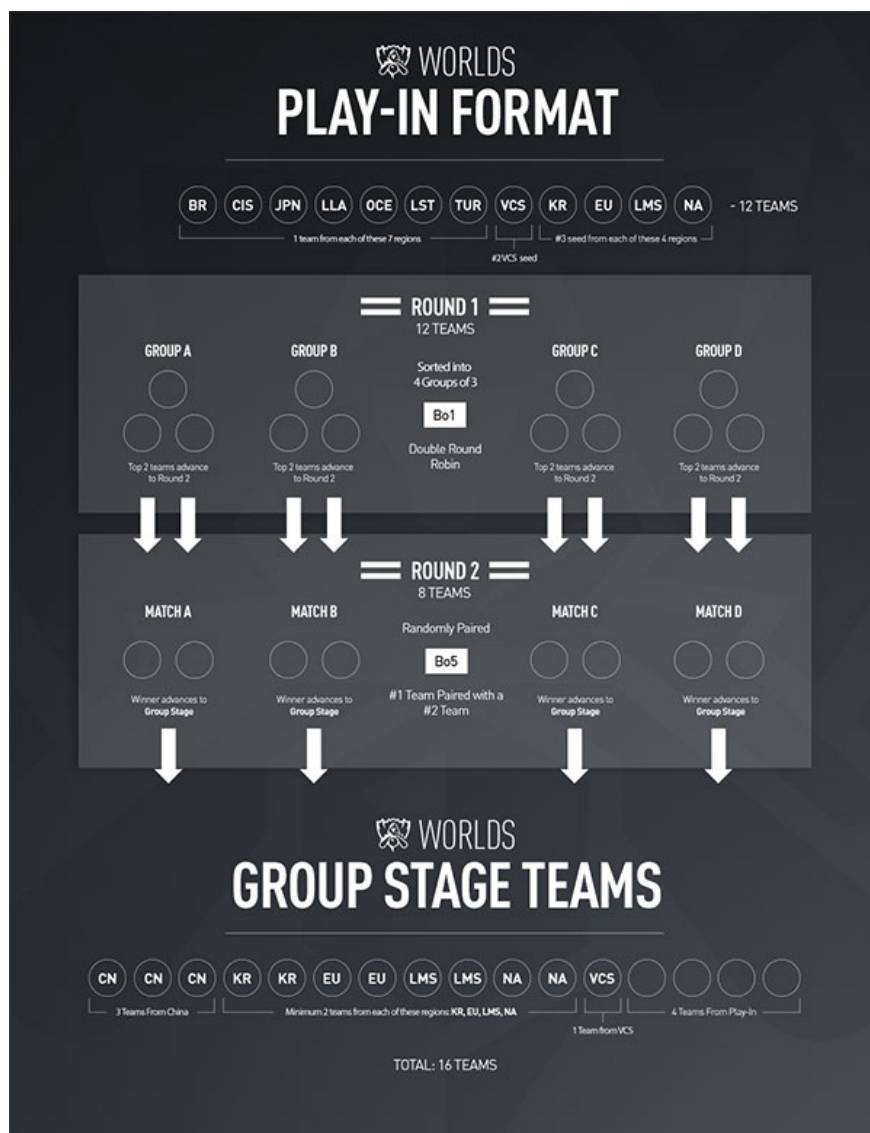 WORLDS
PLAY-IN FORMAT
BR CIS JPN LLA OCE LST TUR VCS KR EU LMS NA - 12 TEAMS
1 team from each of these 7 regions
#3 seed from each of these 4 regions
#2 VCS seed
ROUND 1
12 TEAMS
GROUP A GROUP B GROUP C GROUP D
Sorted into
4 Groups of 3
Bo1
Double Round
Robin
Top 2 teams advance
to Round 2
Top 2 teams advance
to Round 2
Top 2 teams advance
to Round 2
Top 2 teams advance
to Round 2
ROUND 2
8 TEAMS
MATCH A MATCH B MATCH C MATCH D
Randomly Paired
Bo5
#1 Team Paired with a
#2 Team
Winner advances to
Group Stage
Winner advances to
Group Stage
Winner advances to
Group Stage
Winner advances to
Group Stage
WORLDS
GROUP STAGE TEAMS
CN CN CN KR KR EU EU LMS LMS NA NA VCS
3 Teams From China
Minimum 2 teams from each of these regions: KR, EU, LMS, NA
4 Teams From Play-In
1 Team from VCS
TOTAL: 16 TEAMS